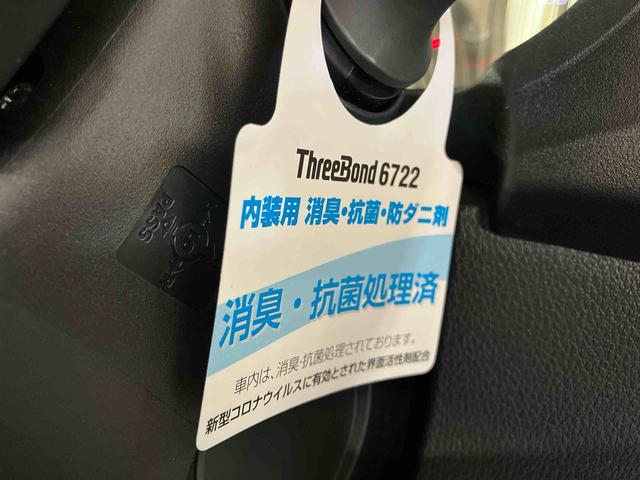 ThreeBond 6722
内装用 消臭・抗菌・防ダニ剤
消臭・抗菌処理済
車内は、消臭・抗菌処理されております。
新型コロナウイルスに有効とされた界面活性剤配合
PASS